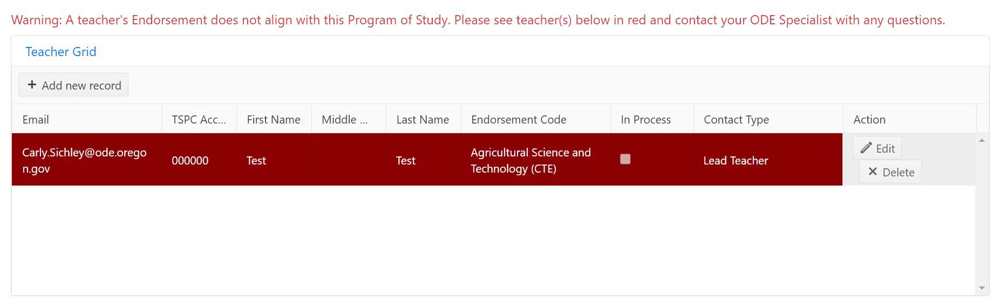 Warning: A teacher's Endorsement does not align with this Program of Study. Please see teacher(s) below in red and contact your ODE Specialist with any questions.
Teacher Grid
+ Add new record
Email TSPC Acc... First Name Middle ... Last Name Endorsement Code In Process Contact Type Action
Carly.Sichley@ode.orego
n.gov
000000
Test
Test
Agricultural Science and
Technology (CTE)
Lead Teacher
Edit
Delete